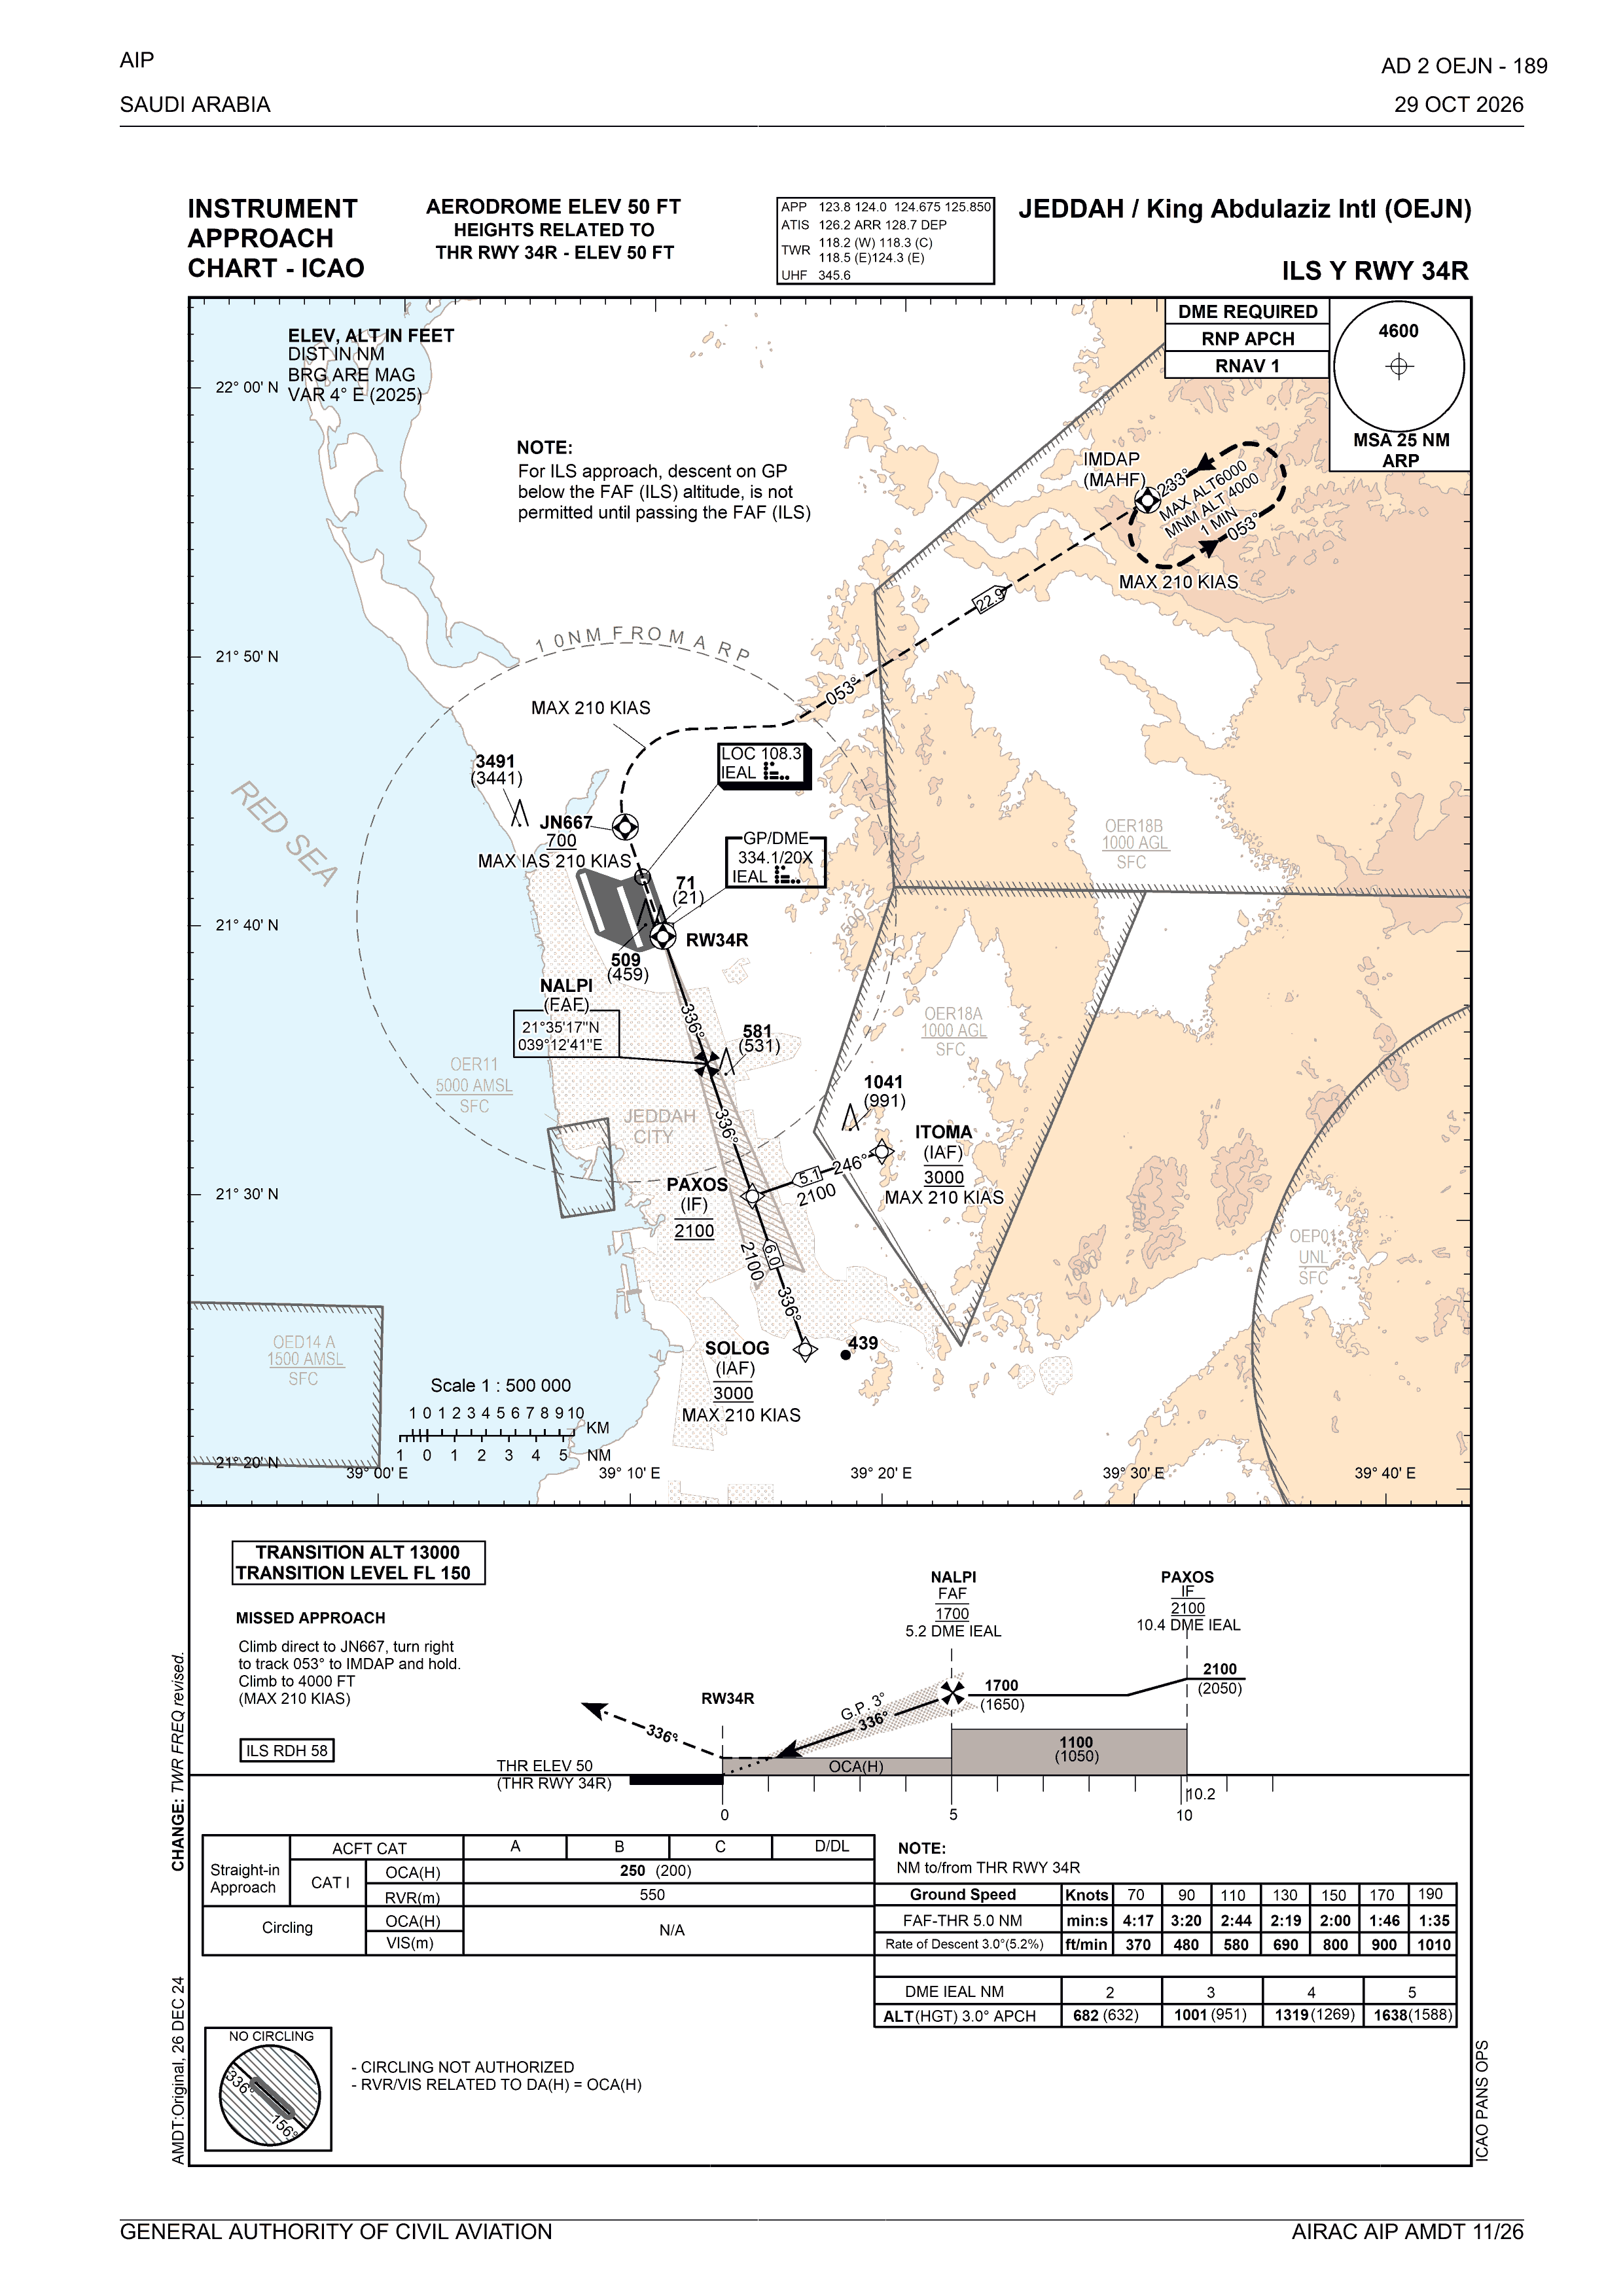 AIP
AD 2 OEJN - 189
SAUDI ARABIA
29 OCT 2026
INSTRUMENT
APPROACH
CHART - ICAO
AERODROME ELEV 50 FT
HEIGHTS RELATED TO
THR RWY 34R - ELEV 50 FT
APP 123.8 124.0 124.675 125.850
ATIS 126.2 ARR 128.7 DEP
TWR 118.2 (W) 118.3 (C)
118.5 (E)124.3 (E)
UHF 345.6
JEDDAH / King Abdulaziz Intl (OEJN)
ILS Y RWY 34R
ELEV, ALT IN FEET
DIST IN NM
BRG ARE MAG
VAR 4° E (2025)
DME REQUIRED
RNP APCH
RNAV 1
4600
MSA 25 NM
ARP
22° 00' N
NOTE:
For ILS approach, descent on GP
below the FAF (ILS) altitude, is not
permitted until passing the FAF (ILS)
IMDAP
(MAHF)
233°
MAX ALT6000
MNM ALT 4000
1 MIN
053°
MAX 210 KIAS
22.9
10NM FROM ARP
21° 50' N
053°
MAX 210 KIAS
LOC 108.3
IEAL
3491
(3441)
RED SEA
JN667
700
MAX IAS 210 KIAS
GP/DME
334.1/20X
IEAL
OER18B
1000 AGL
SFC
71
(21)
500
21° 40' N
RW34R
509
(459)
NALPI
(FAF)
21°35'17"N
039°12'41"E
336°
581
(531)
OER18A
1000 AGL
SFC
OER11
5000 AMSL
SFC
1041
(991)
JEDDAH
CITY
336°
ITOMA
(IAF)
3000
MAX 210 KIAS
5.1
246°
2100
21° 30' N
PAXOS
(IF)
2100
1500
OEP01
UNL
SFC
2100
6.0
1000
336°
OED14 A
1500 AMSL
SFC
SOLOG
(IAF)
3000
MAX 210 KIAS
439
Scale 1 : 500 000
1 0 1 2 3 4 5 6 7 8 9 10
KM
1 0 1 2 3 4 5 NM
21° 20' N
39° 00' E
39° 10' E
39° 20' E
39° 30' E
39° 40' E
TRANSITION ALT 13000
TRANSITION LEVEL FL 150
MISSED APPROACH
Climb direct to JN667, turn right
to track 053° to IMDAP and hold.
Climb to 4000 FT
(MAX 210 KIAS)
ILS RDH 58
NALPI
FAF
1700
5.2 DME IEAL
PAXOS
IF
2100
10.4 DME IEAL
RW34R
336°
G.P. 3°
336°
1700
(1650)
2100
(2050)
1100
(1050)
OCA(H)
THR ELEV 50
(THR RWY 34R)
0
5
10
10.2
CHANGE: TWR FREQ revised.
Straight-in
Approach
ACFT CAT A B C D/DL
CAT I
OCA(H) 250 (200)
RVR(m) 550
Circling
OCA(H)
VIS(m)
N/A
NOTE:
NM to/from THR RWY 34R
Ground Speed Knots 70 90 110 130 150 170 190
FAF-THR 5.0 NM min:s 4:17 3:20 2:44 2:19 2:00 1:46 1:35
Rate of Descent 3.0°(5.2%) ft/min 370 480 580 690 800 900 1010
DME IEAL NM 2 3 4 5
ALT(HGT) 3.0° APCH 682 (632) 1001 (951) 1319 (1269) 1638(1588)
AMDT:Original, 26 DEC 24
NO CIRCLING
336°
156°
- CIRCLING NOT AUTHORIZED
- RVR/VIS RELATED TO DA(H) = OCA(H)
ICAO PANS OPS
GENERAL AUTHORITY OF CIVIL AVIATION
AIRAC AIP AMDT 11/26